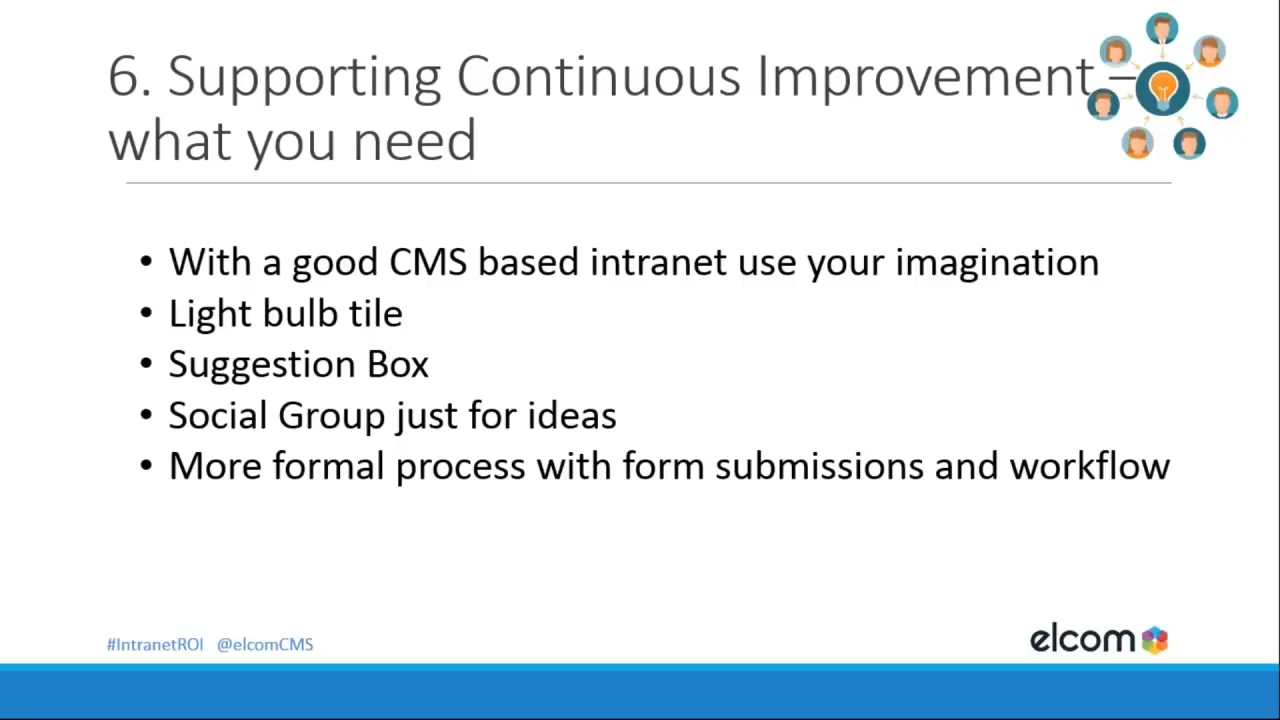 6. Supporting Continuous Improvement –
what you need
• With a good CMS based intranet use your imagination
• Light bulb tile
• Suggestion Box
• Social Group just for ideas
• More formal process with form submissions and workflow
#IntranetROI @elcomCMS
elcom